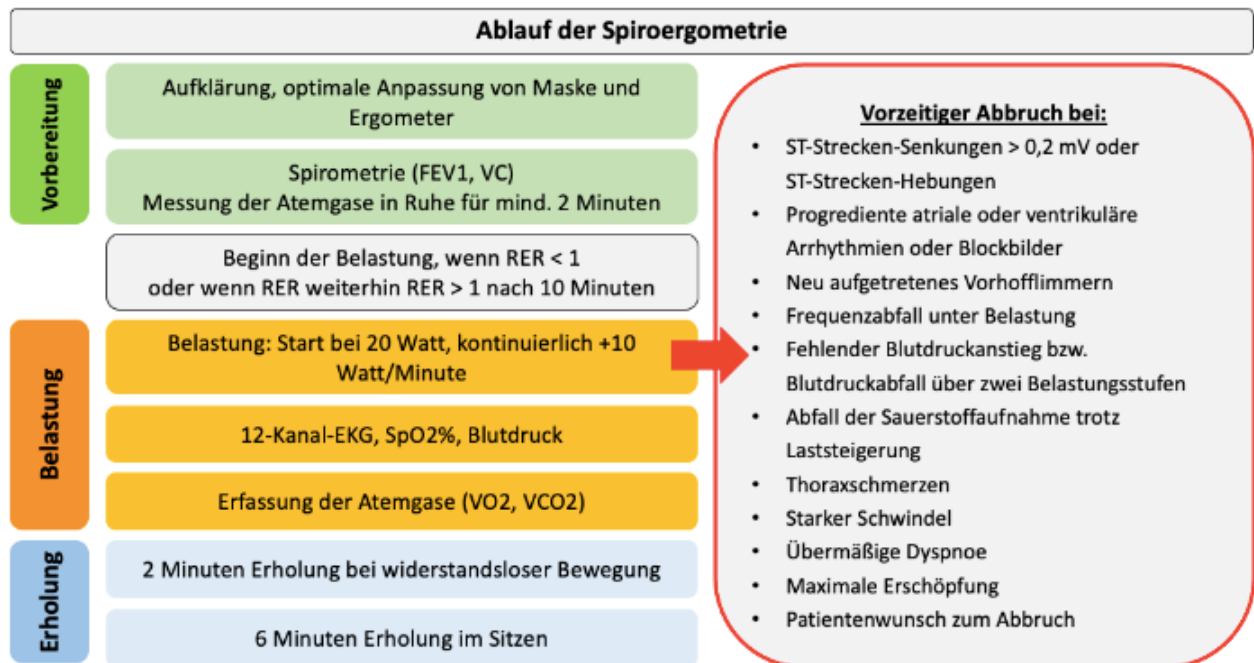 Ablauf der Spiroergometrie
Vorbereitung
Aufklärung, optimale Anpassung von Maske und
Ergometer
Spirometrie (FEV1, VC)
Messung der Atemgase in Ruhe für mind. 2 Minuten
Beginn der Belastung, wenn RER < 1
oder wenn RER weiterhin RER > 1 nach 10 Minuten
Belastung
Belastung: Start bei 20 Watt, kontinuierlich +10
Watt/Minute
12-Kanal-EKG, SpO2%, Blutdruck
Erfassung der Atemgase (VO2, VCO2)
Erholung
2 Minuten Erholung bei widerstandsloser Bewegung
6 Minuten Erholung im Sitzen
Vorzeitiger Abbruch bei:
• ST-Strecken-Senkungen > 0,2 mV oder
ST-Strecken-Hebungen
• Progrediente atriale oder ventrikuläre
Arrhythmien oder Blockbilder
• Neu aufgetretenes Vorhofflimmern
• Frequenzabfall unter Belastung
• Fehlender Blutdruckanstieg bzw.
Blutdruckabfall über zwei Belastungsstufen
• Abfall der Sauerstoffaufnahme trotz
Laststeigerung
• Thoraxschmerzen
• Starker Schwindel
• Übermäßige Dyspnoe
• Maximale Erschöpfung
• Patientenwunsch zum Abbruch